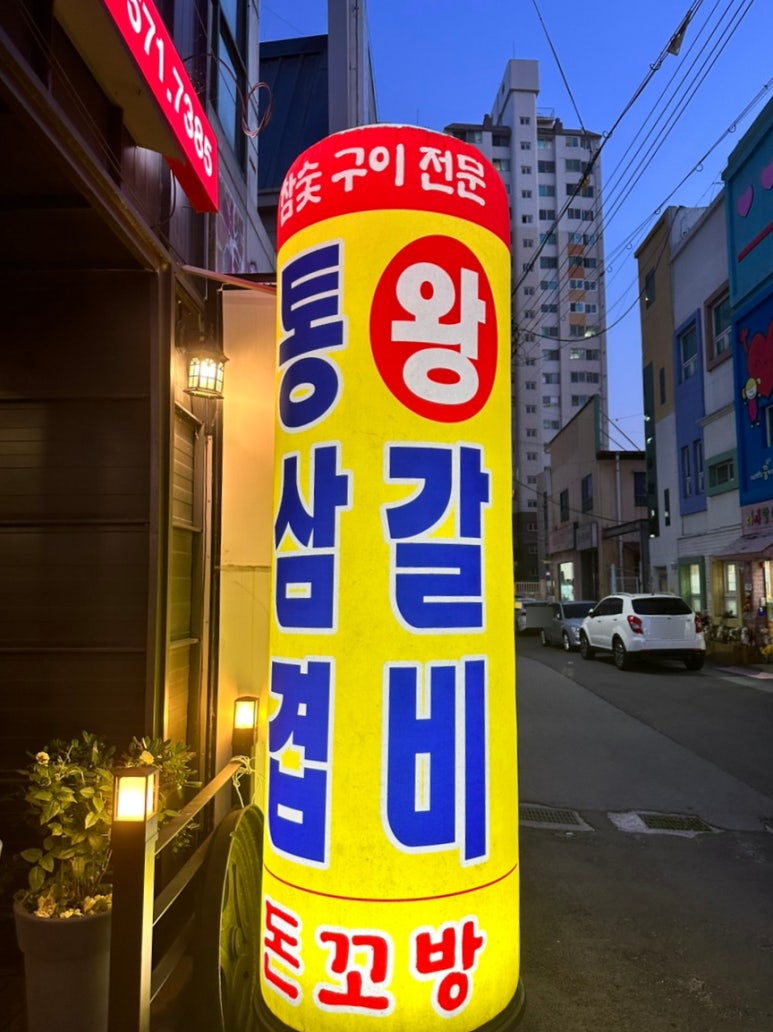 571.7385
참숯 구이 전문
왕갈비
통삼겹
돈꼬방